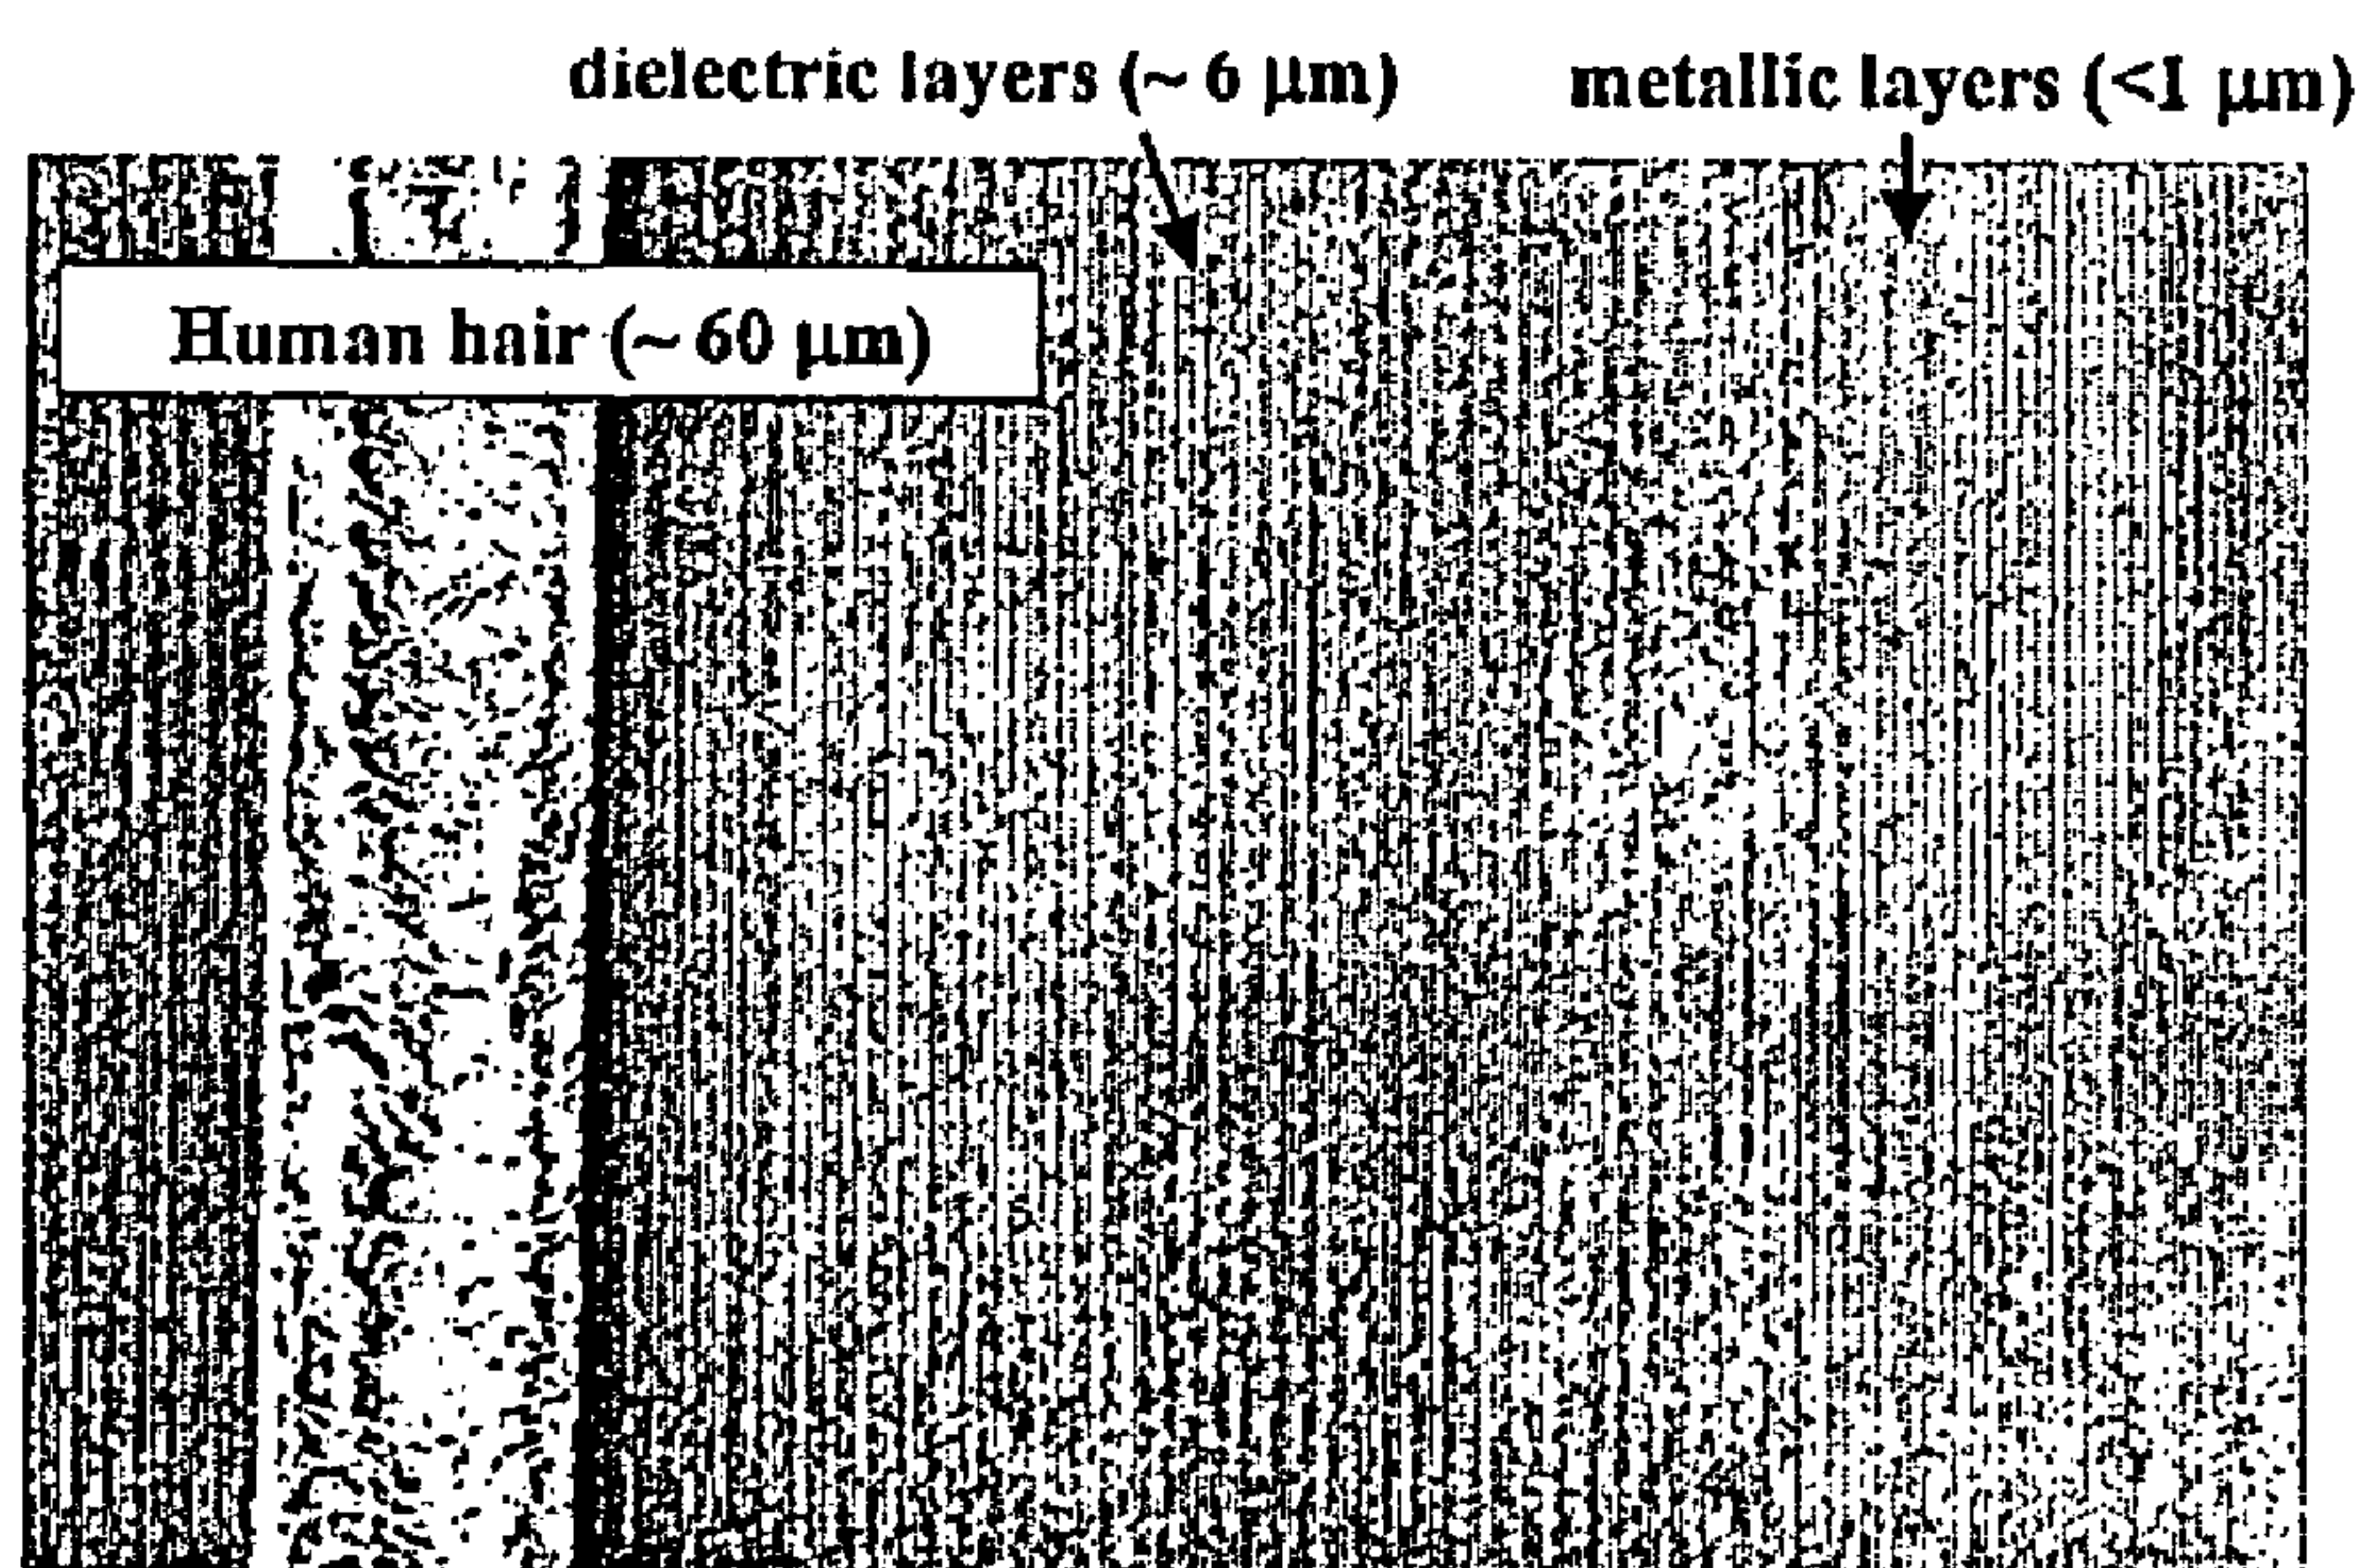 dielectric layers (~ 6 μm)
metallic layers (<1 μm)
Human hair (~ 60 μm)